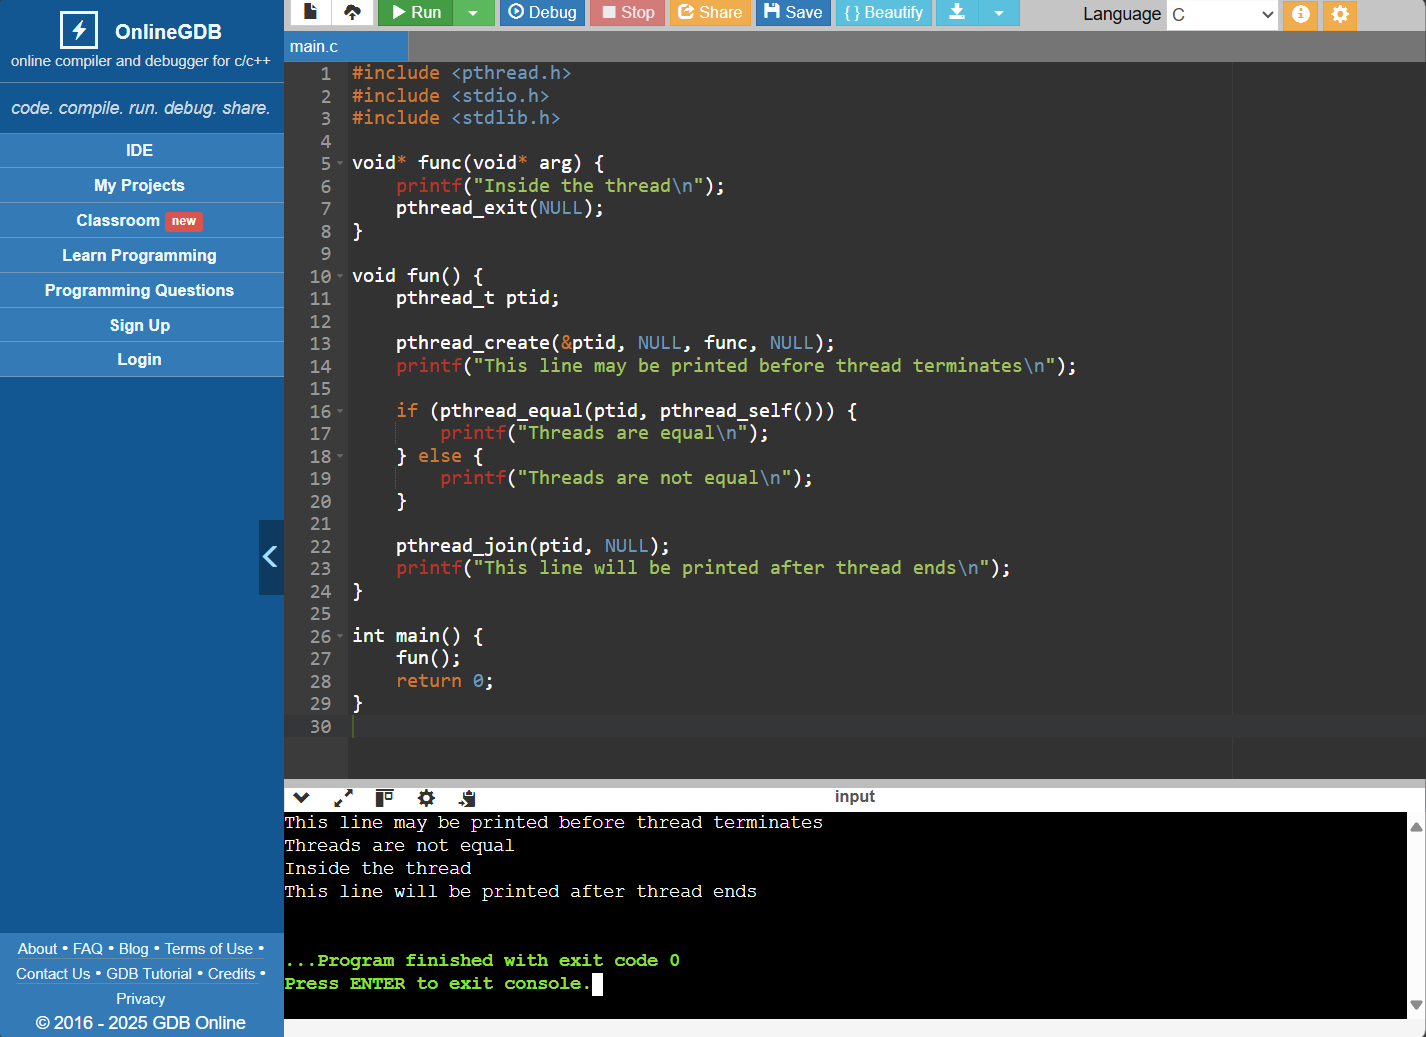 OnlineGDB
online compiler and debugger for c/c++
code. compile. run. debug. share.
IDE
My Projects
Classroom new
Learn Programming
Programming Questions
Sign Up
Login
About • FAQ • Blog • Terms of Use •
Contact Us • GDB Tutorial • Credits •
Privacy
© 2016 - 2025 GDB Online
Run Debug Stop Share Save { } Beautify Language C
main.c
1 #include <pthread.h>
2 #include <stdio.h>
3 #include <stdlib.h>
4
5 void* func(void* arg) {
6     printf("Inside the thread\n");
7     pthread_exit(NULL);
8 }
9
10 void fun() {
11     pthread_t ptid;
12
13     pthread_create(&ptid, NULL, func, NULL);
14     printf("This line may be printed before thread terminates\n");
15
16     if (pthread_equal(ptid, pthread_self())) {
17         printf("Threads are equal\n");
18     } else {
19         printf("Threads are not equal\n");
20     }
21
22     pthread_join(ptid, NULL);
23     printf("This line will be printed after thread ends\n");
24 }
25
26 int main() {
27     fun();
28     return 0;
29 }
30
input
This line may be printed before thread terminates
Threads are not equal
Inside the thread
This line will be printed after thread ends
...Program finished with exit code 0
Press ENTER to exit console.